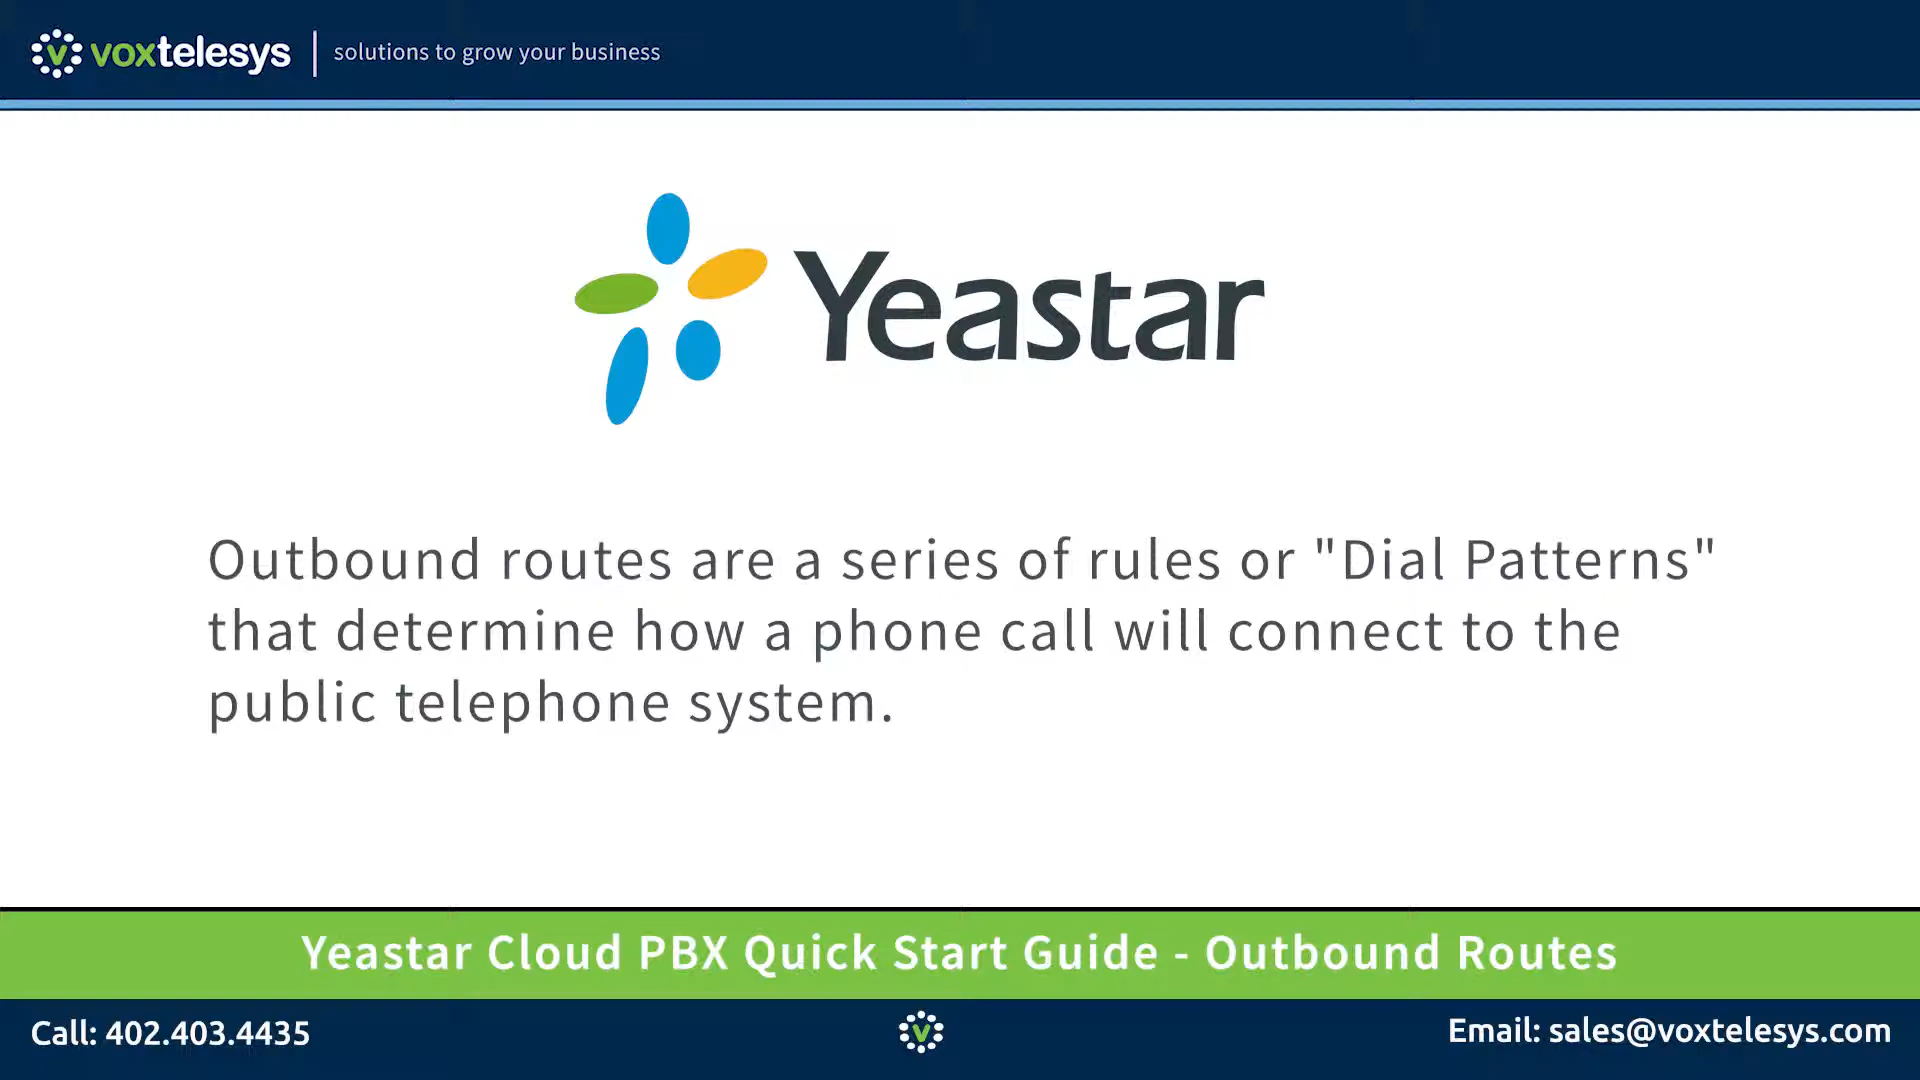 voxtelesys
solutions to grow your business
Yeastar
Outbound routes are a series of rules or "Dial Patterns"
that determine how a phone call will connect to the
public telephone system.
Yeastar Cloud PBX Quick Start Guide - Outbound Routes
Call: 402.403.4435
Email: sales@voxtelesys.com